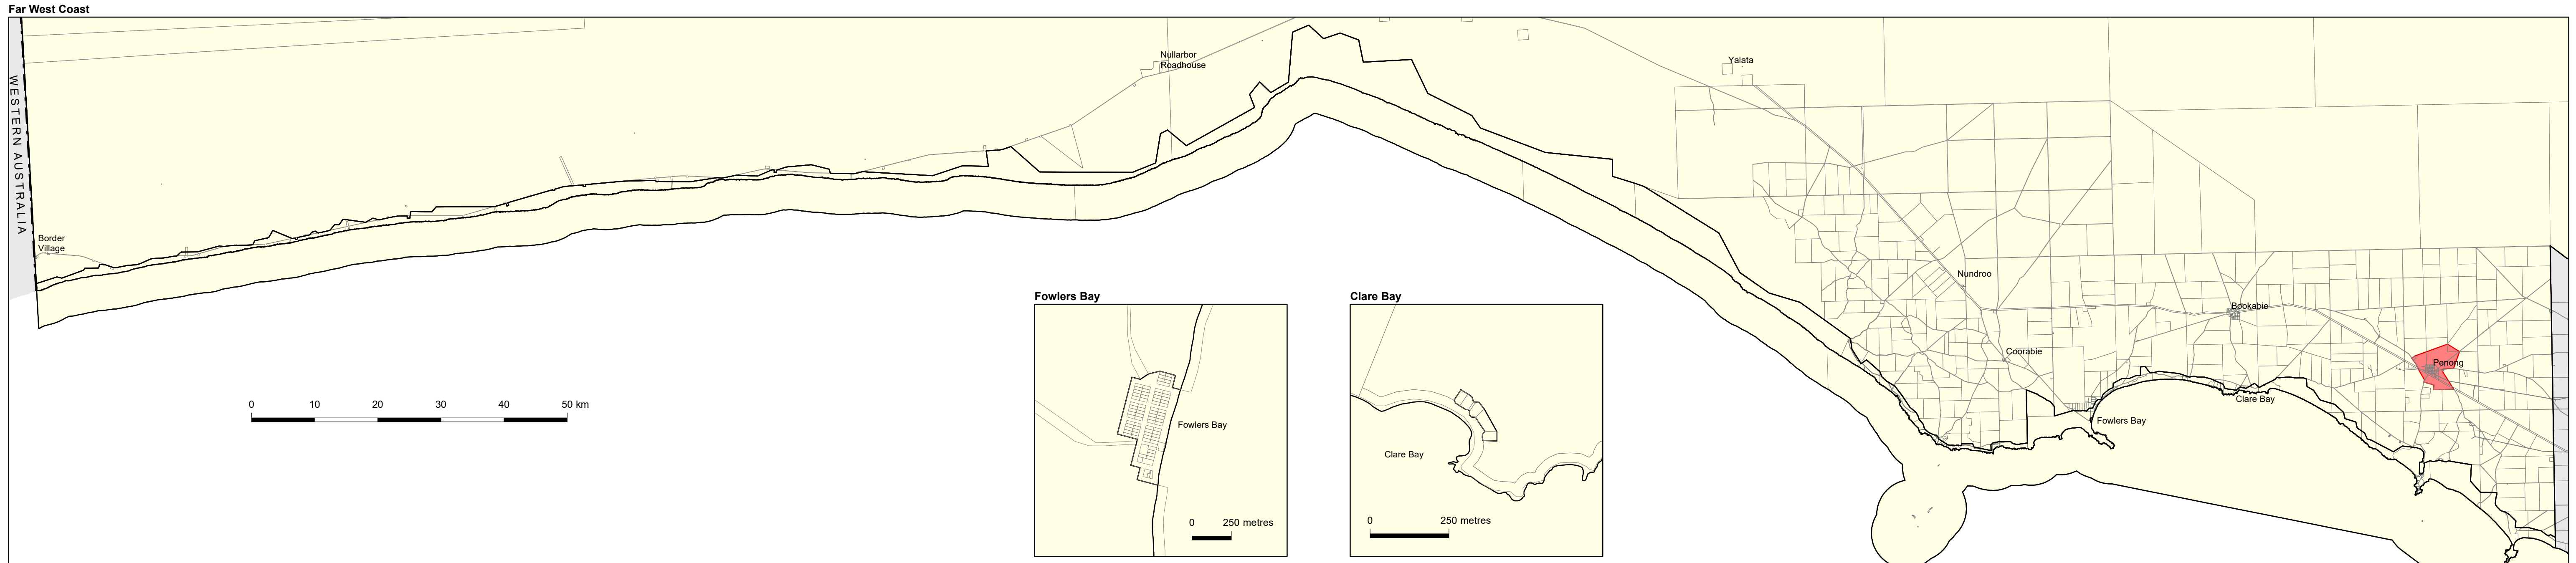 Far West Coast
WESTERN AUSTRALIA
Nullarbor
Roadhouse
Yalata
Border
Village
Nundroo
Bookabie
Coorabie
Penong
Clare Bay
Fowlers Bay
0 10 20 30 40 50 km
Fowlers Bay
Fowlers Bay
0 250 metres
Clare Bay
Clare Bay
0 250 metres